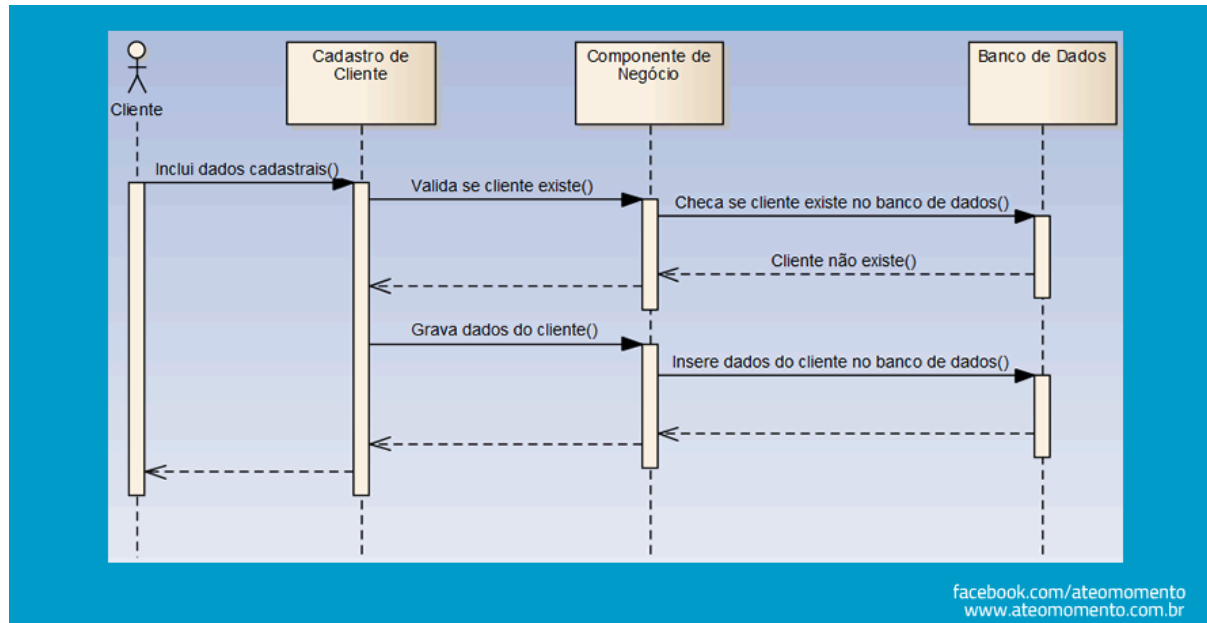 Cadastro de
Cliente
Componente de
Negócio
Banco de Dados
Cliente
Inclui dados cadastrais()
Valida se cliente existe()
Checa se cliente existe no banco de dados()
Cliente não existe()
Grava dados do cliente()
Insere dados do cliente no banco de dados()
facebook.com/ateomomento
www.ateomomento.com.br